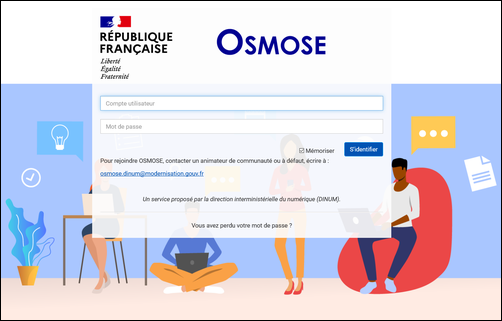 RÉPUBLIQUE
FRANÇAISE
Liberté
Égalité
Fraternité
OSMOSE
Compte utilisateur
Mot de passe
Mémoriser
S'identifier
Pour rejoindre OSMOSE, contacter un animateur de communauté ou à défaut, écrire à :
osmose.dinum@modernisation.gouv.fr
Un service proposé par la direction interministérielle du numérique (DINUM).
Vous avez perdu votre mot de passe ?